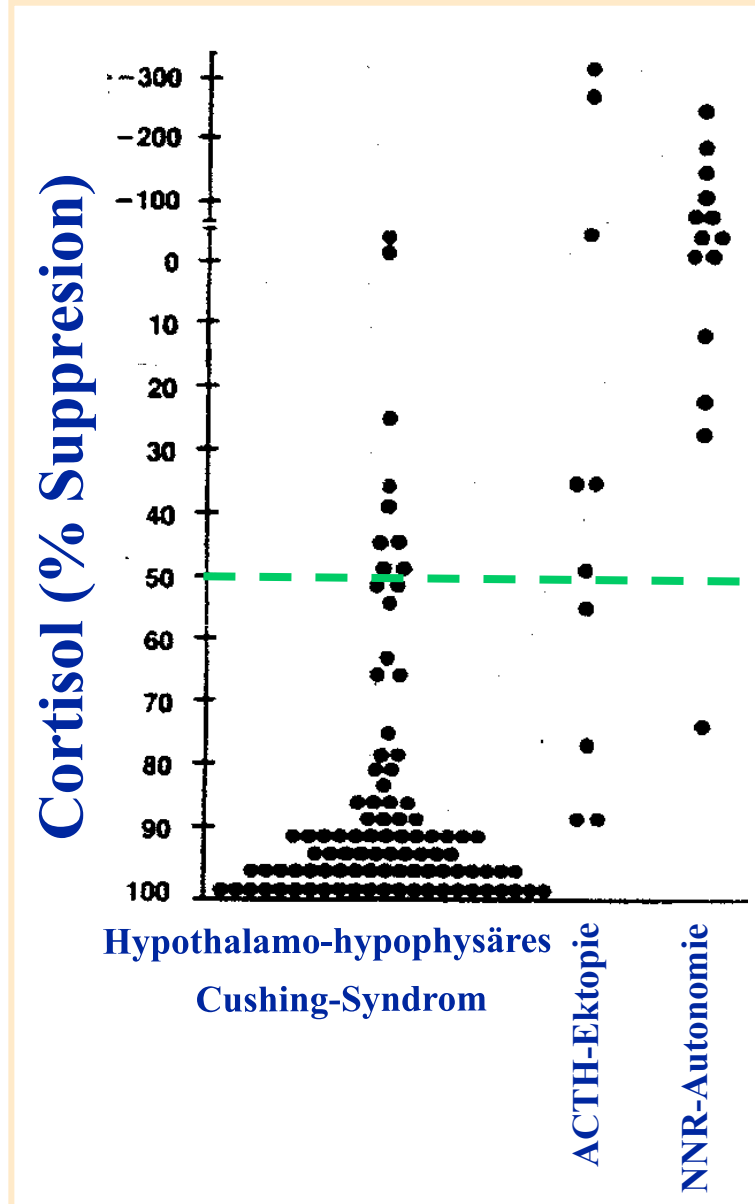 Cortisol (% Suppresion)
-300
-200
-100
0
10
20
30
40
50
60
70
80
90
100
Hypothalamo-hypophysäres
Cushing-Syndrom
ACTH-Ektopie
NNR-Autonomie